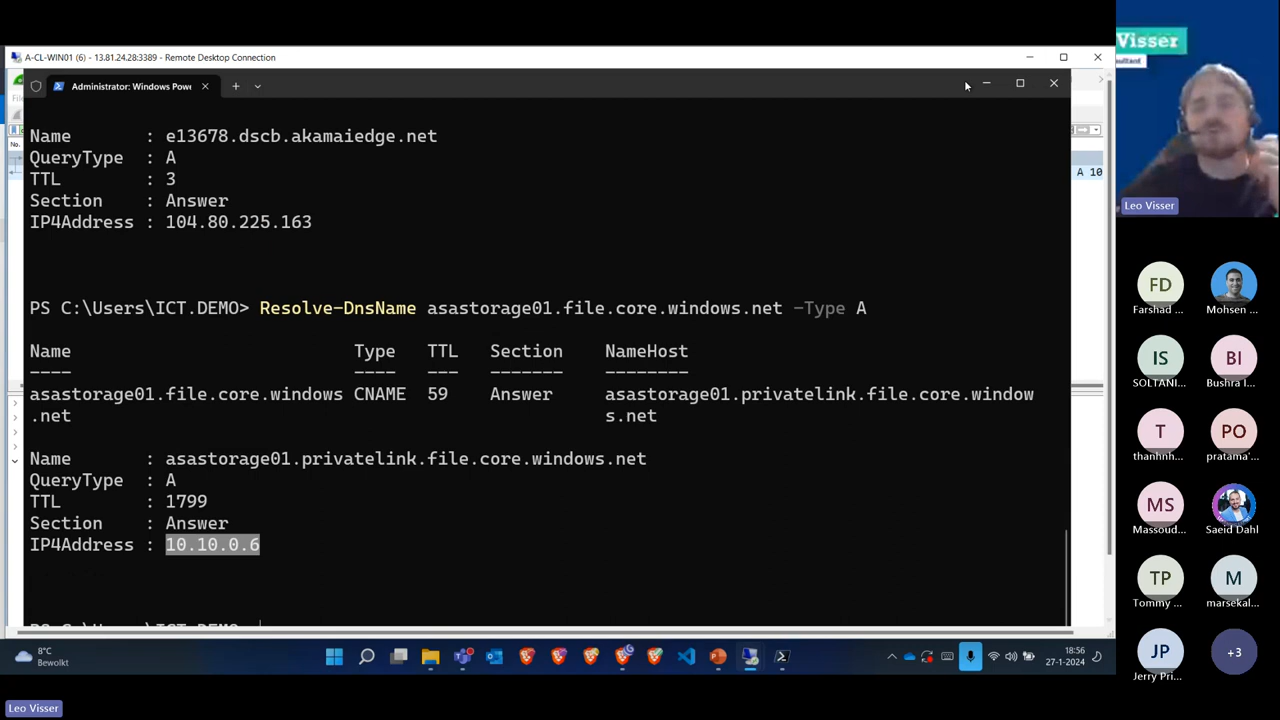 A-CL-WIN01 (6) - 13.81.24.28:3389 - Remote Desktop Connection
Visser
Administrator: Windows Powe
No.
A 10
Name : e13678.dscb.akamaiedge.net
QueryType : A
TTL : 3
Section : Answer
IP4Address : 104.80.225.163
PS C:\Users\ICT.DEMO> Resolve-DnsName asastorage01.file.core.windows.net -Type A
Name Type TTL Section NameHost
---- ---- --- ------- --------
asastorage01.file.core.windows CNAME 59 Answer asastorage01.privatelink.file.core.window
.net s.net
Name : asastorage01.privatelink.file.core.windows.net
QueryType : A
TTL : 1799
Section : Answer
IP4Address : 10.10.0.6
Leo Visser
FD
Farshad ...
Mohsen ...
IS
SOLTANI...
BI
Bushra I...
T
thanhnh...
PO
pratama'...
MS
Massoud...
Saeid Dahl
TP
Tommy ...
M
marsekal...
JP
Jerry Pri...
+3
8°C
Bewolkt
18:56
27-1-2024
Leo Visser